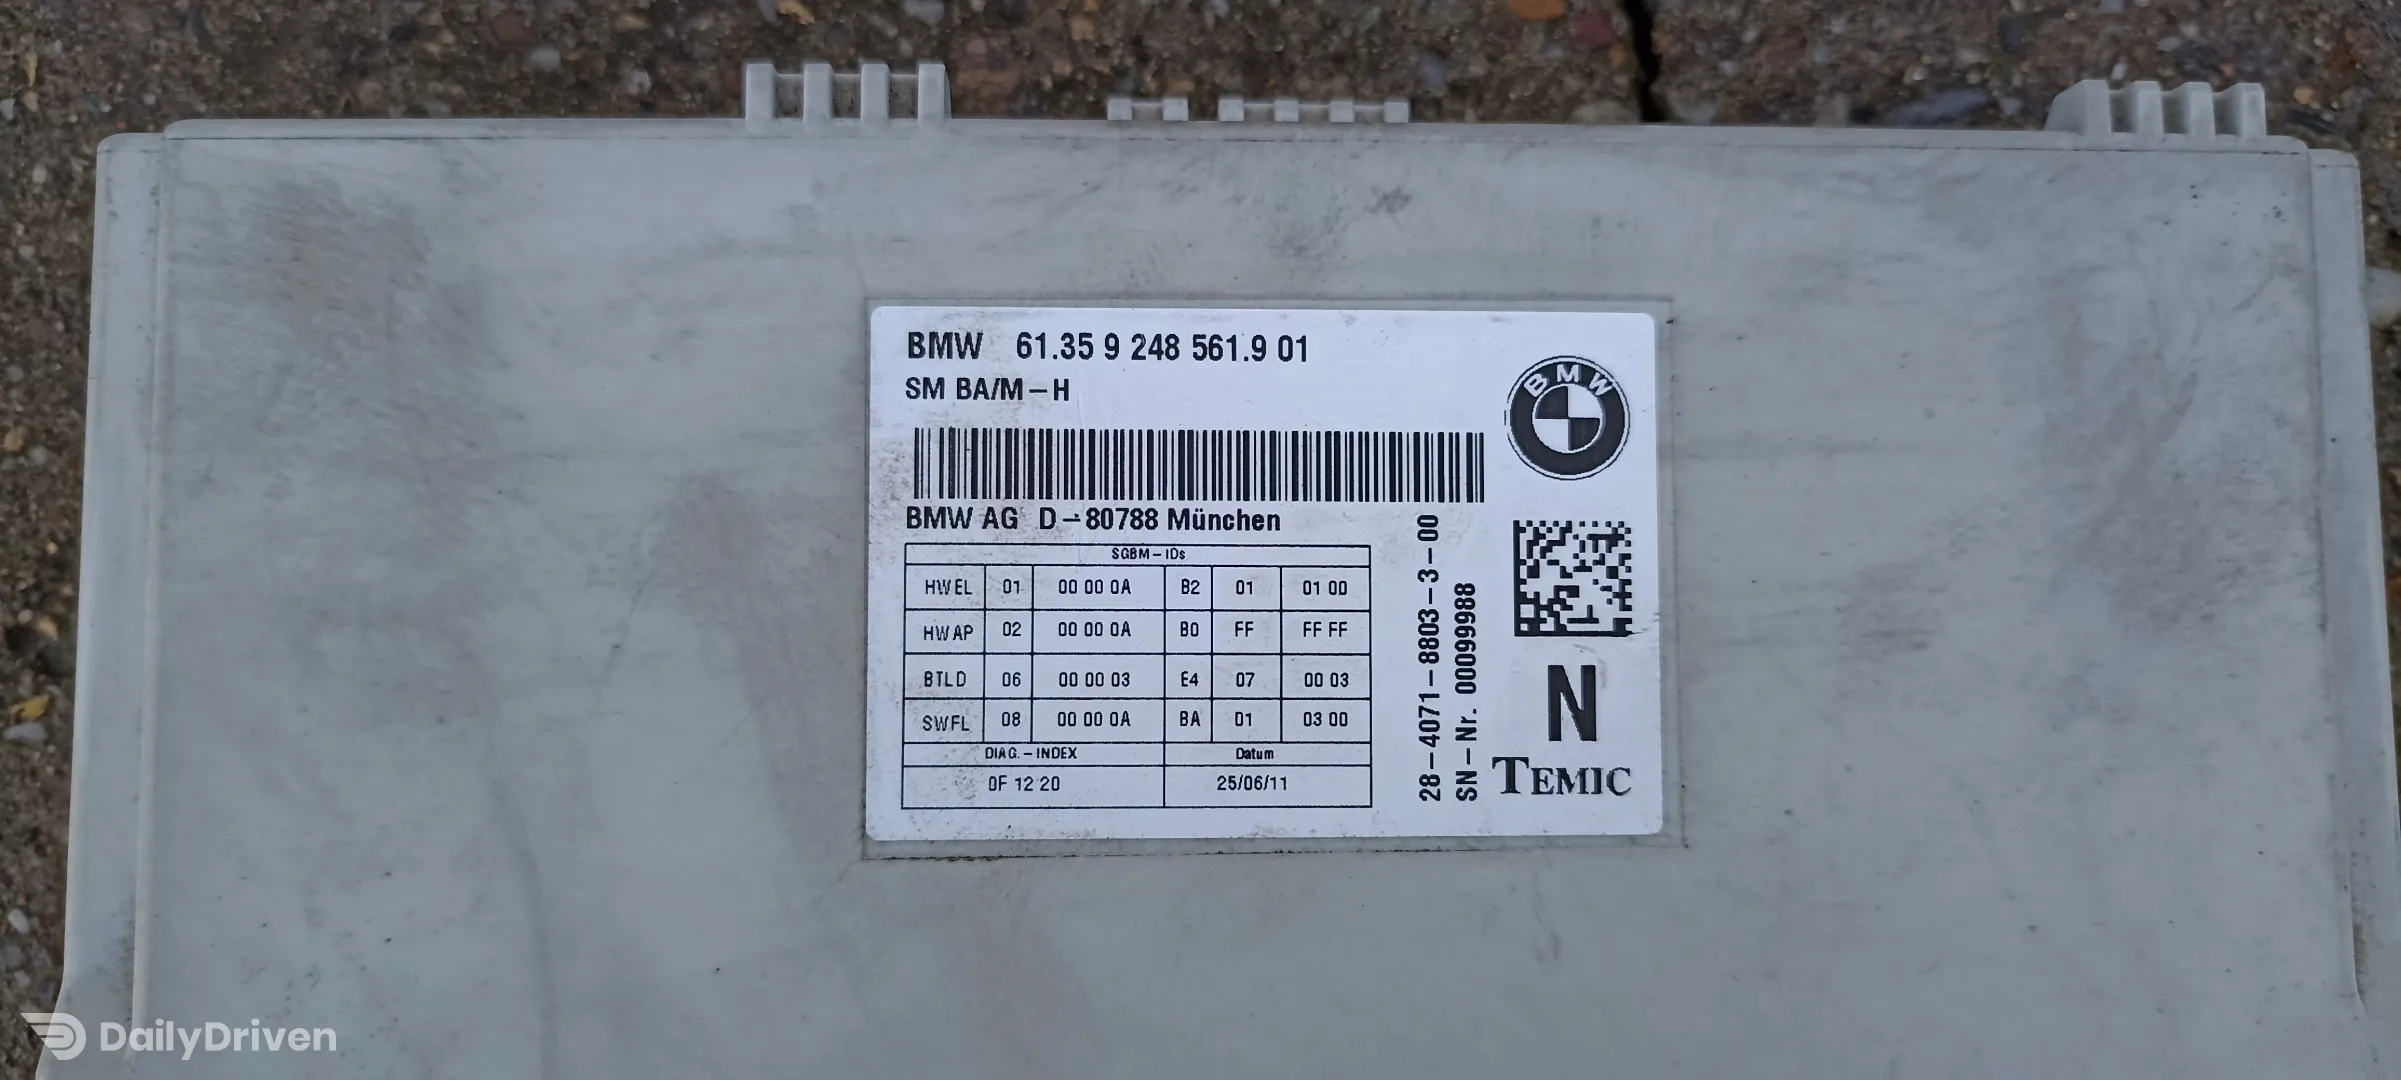 BMW 61.35 9 248 561.9 01
SM BA/M-H
BMW
BMW AG D-80788 München
SGBM-IDs
HWEL 01 00 00 0A B2 01 01 00
HWAP 02 00 00 0A B0 FF FF FF
BTLD 06 00 00 03 E4 07 00 03
SWFL 08 00 00 0A BA 01 03 00
DIAG.-INDEX Datum
0F 12 20 25/06/11
28-4071-8803-3-00
SN-Nr. 00099988
N
TEMIC
DailyDriven